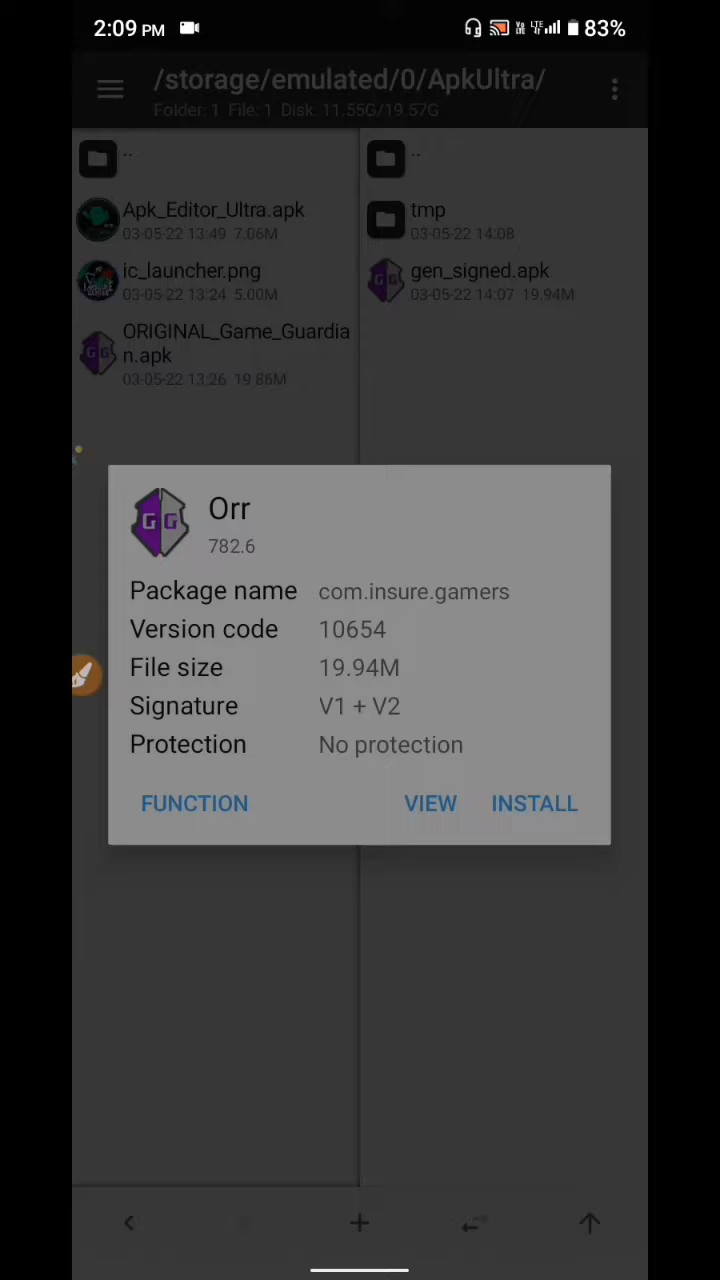 2:09 PM
83%
/storage/emulated/0/ApkUltra/
Folder: 1 File: 1 Disk: 11.55G/19.57G
..
Apk_Editor_Ultra.apk
03-05-22 13:49 7.06M
ic_launcher.png
03-05-22 13:24 5.00M
ORIGINAL_Game_Guardia
n.apk
03-05-22 13:26 19.86M
..
tmp
03-05-22 14:08
gen_signed.apk
03-05-22 14:07 19.94M
GG
Orr
782.6
Package name com.insure.gamers
Version code 10654
File size 19.94M
Signature V1 + V2
Protection No protection
FUNCTION VIEW INSTALL